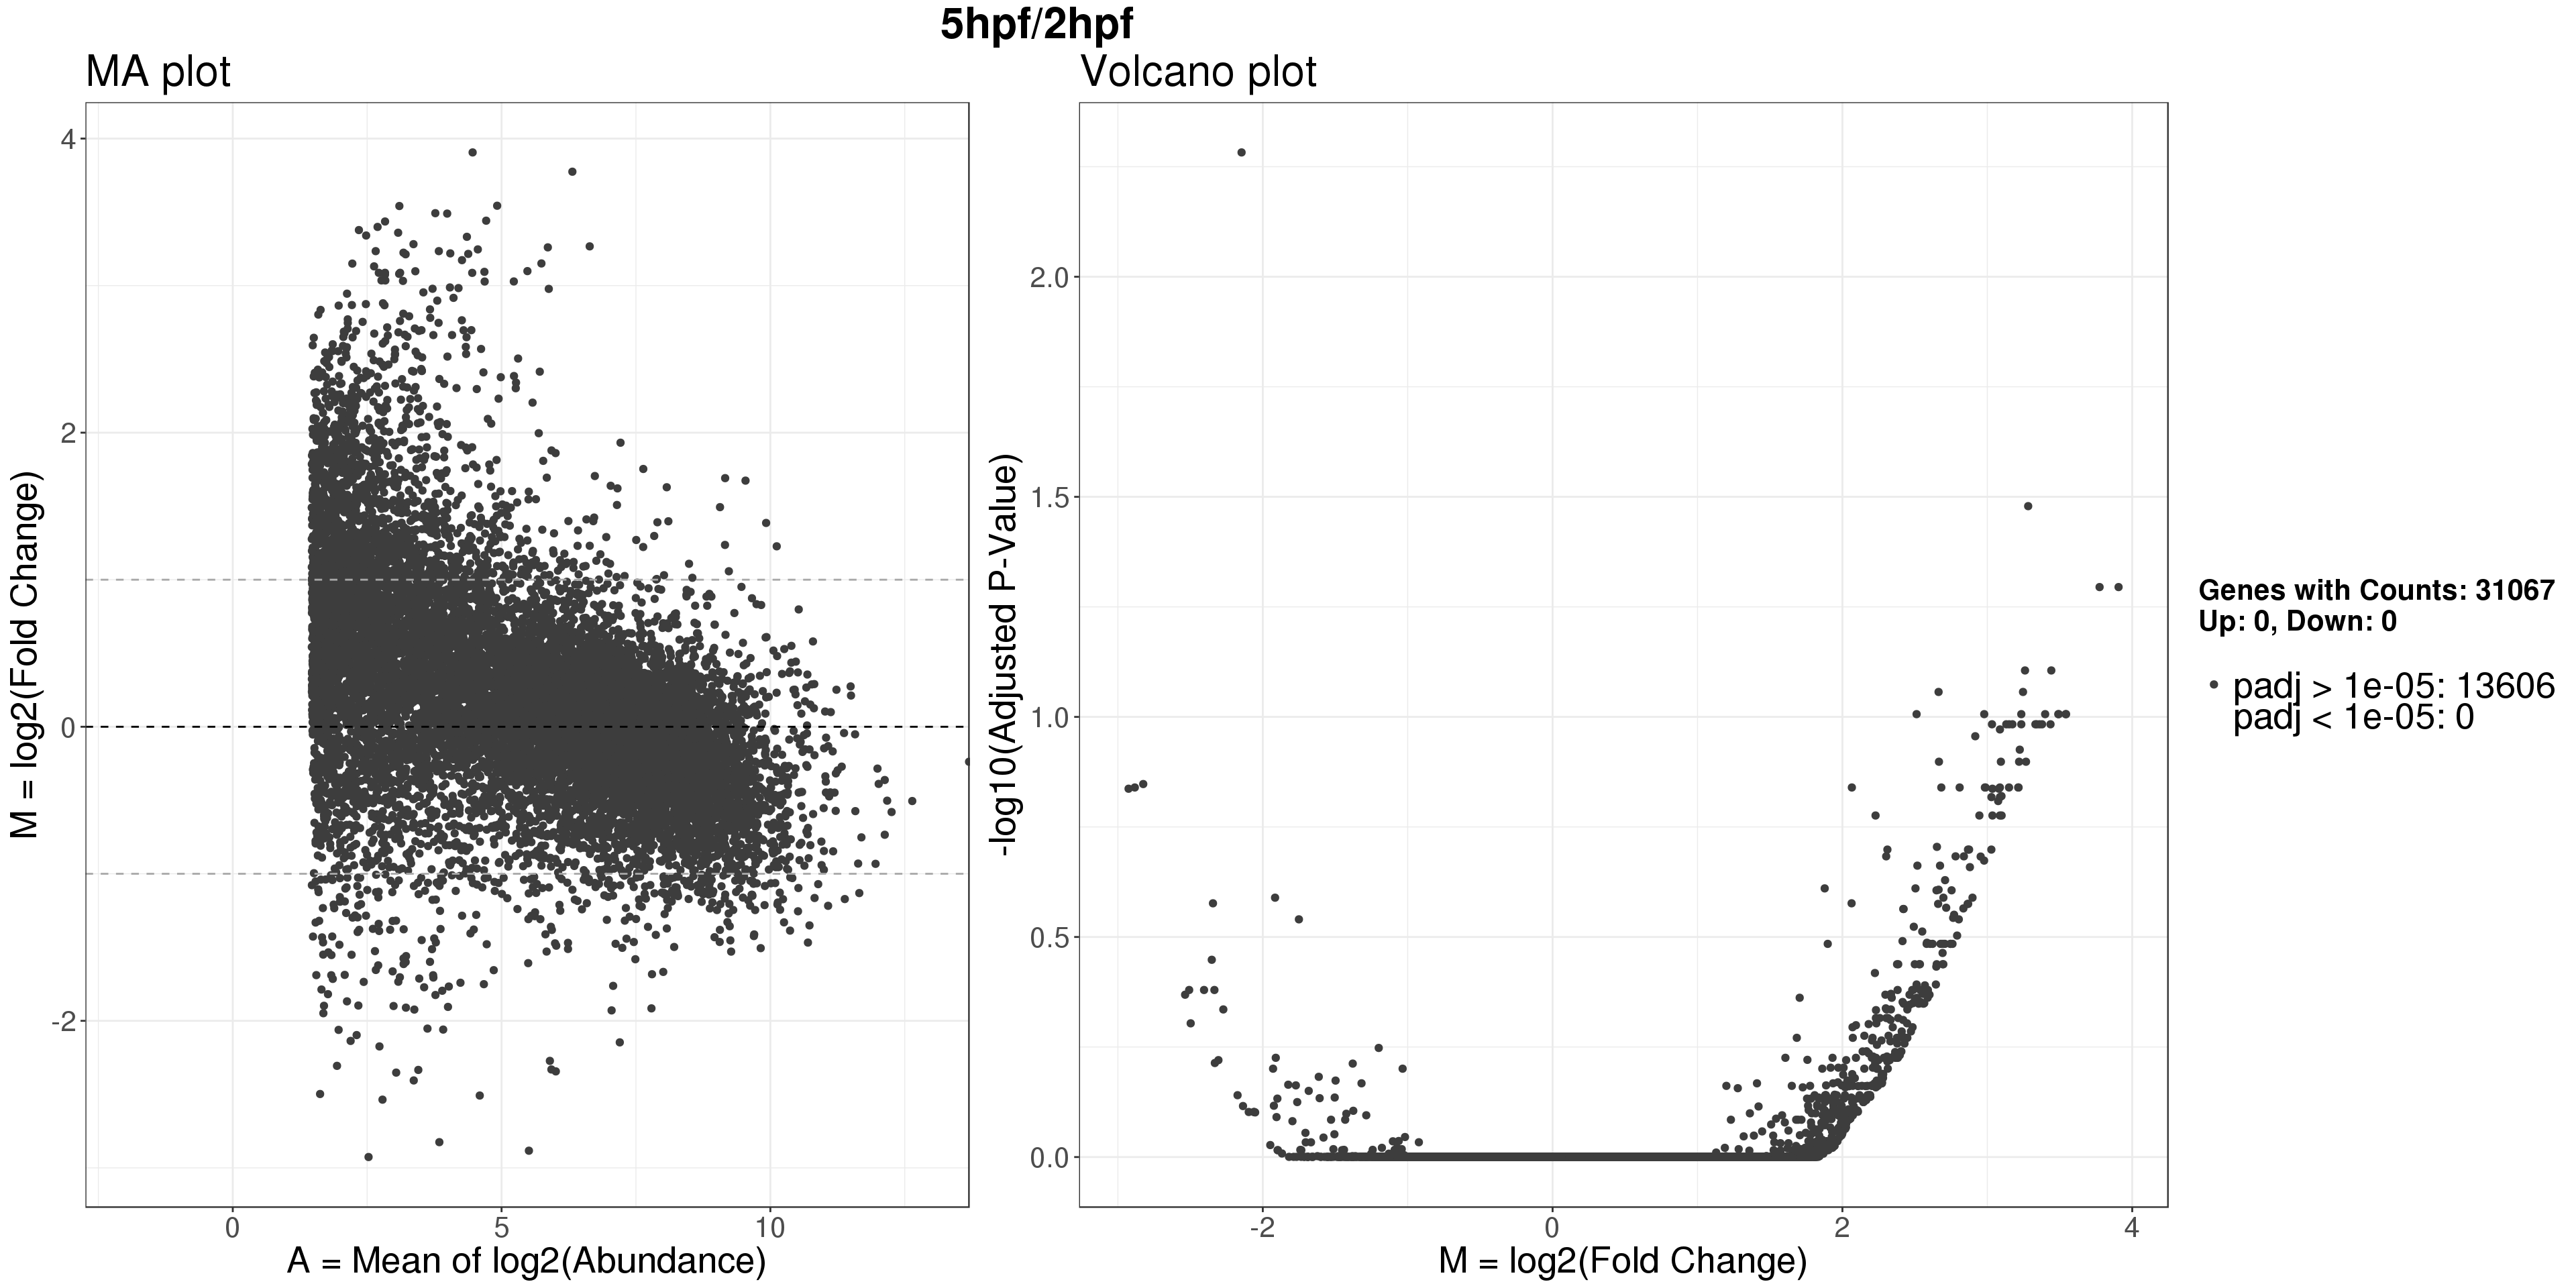 5hpf/2hpf
MA plot
4
2
0
-2
M = log2(Fold Change)
0
5
10
A = Mean of log2(Abundance)
Volcano plot
2.0
1.5
1.0
0.5
0.0
-log10(Adjusted P-Value)
-2
0
2
4
M = log2(Fold Change)
Genes with Counts: 31067
Up: 0, Down: 0
padj > 1e-05: 13606
padj < 1e-05: 0